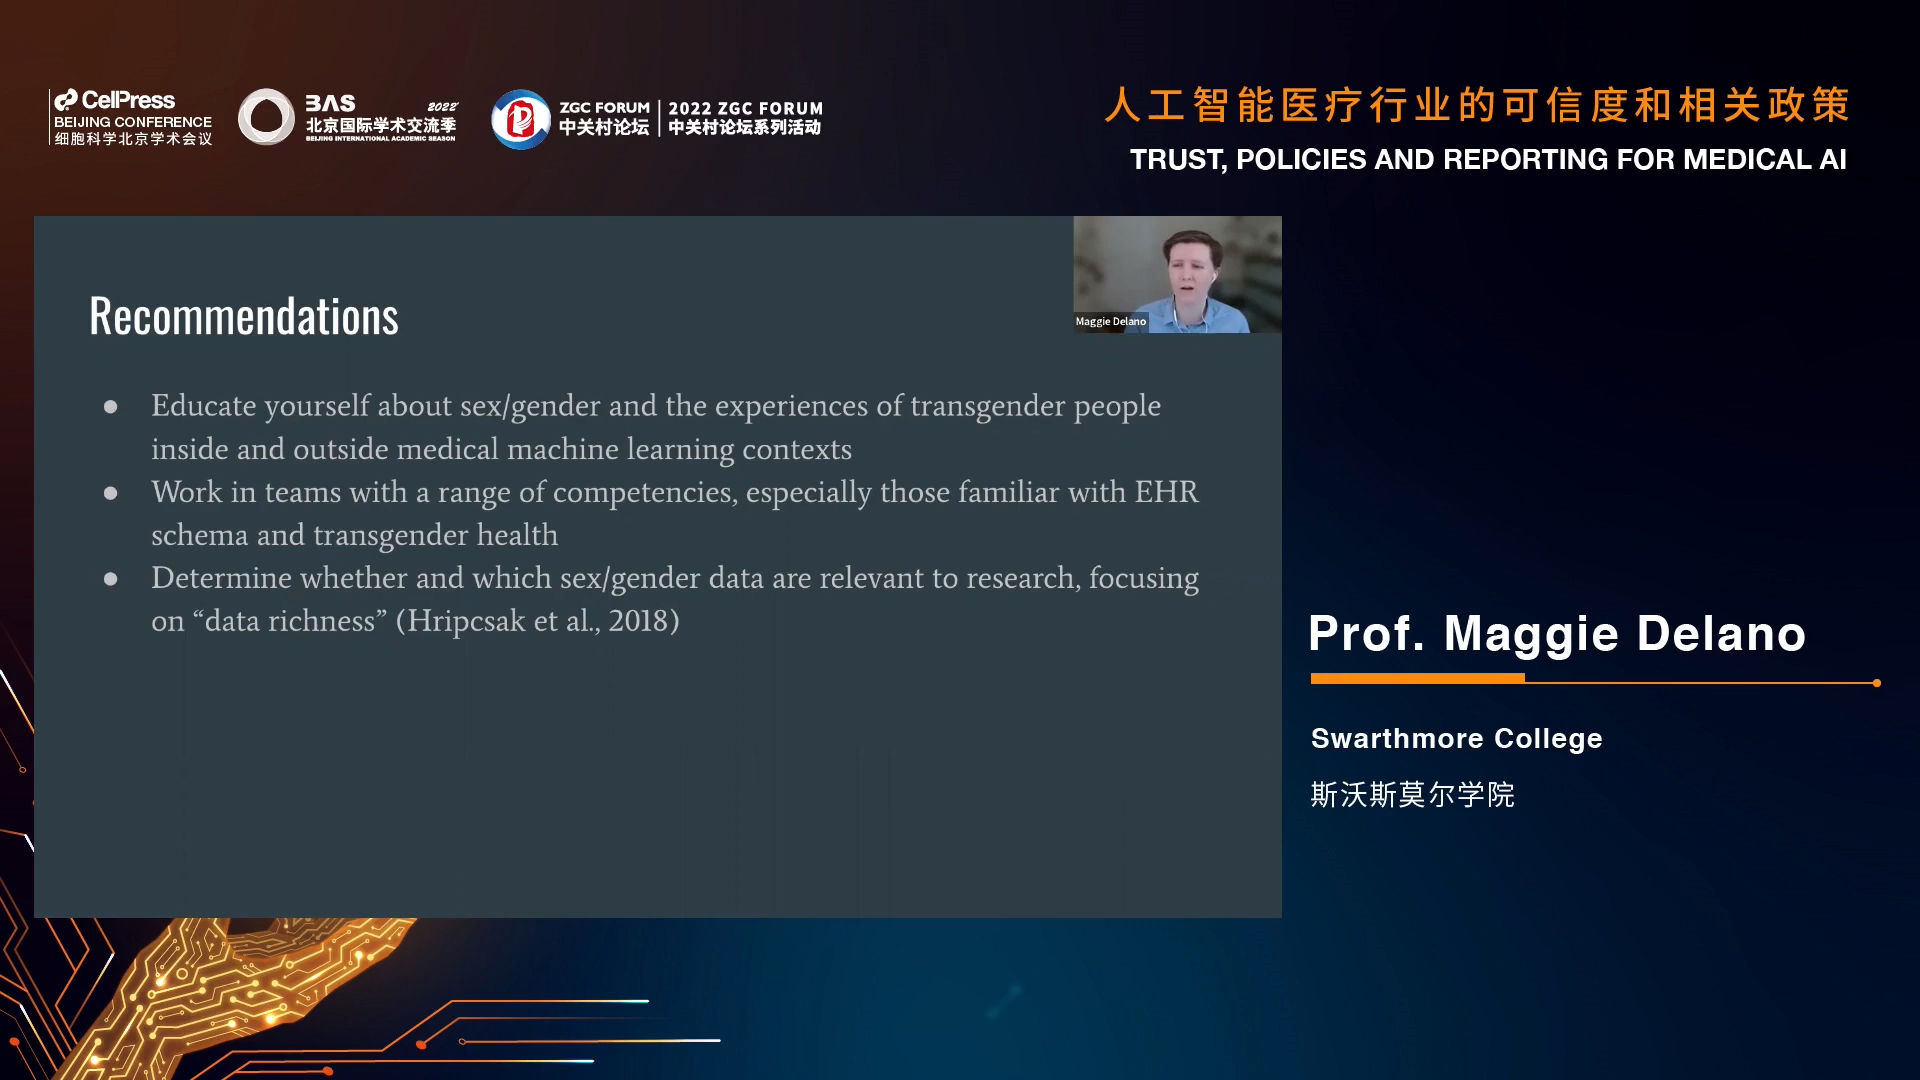 CellPress
BEIJING CONFERENCE
细胞科学北京学术会议
BAS 2022
北京国际学术交流季
BEIJING INTERNATIONAL ACADEMIC SEASON
ZGC FORUM
中关村论坛
2022 ZGC FORUM
中关村论坛系列活动
人工智能医疗行业的可信度和相关政策
TRUST, POLICIES AND REPORTING FOR MEDICAL AI
Maggie Delano
Recommendations
● Educate yourself about sex/gender and the experiences of transgender people
inside and outside medical machine learning contexts
● Work in teams with a range of competencies, especially those familiar with EHR
schema and transgender health
● Determine whether and which sex/gender data are relevant to research, focusing
on “data richness” (Hripcsak et al., 2018)
Prof. Maggie Delano
Swarthmore College
斯沃斯莫尔学院